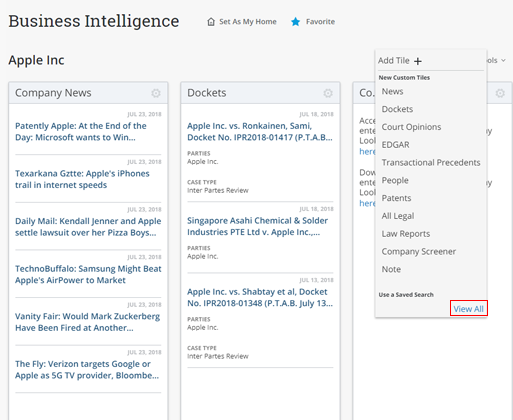 Business Intelligence
Set As My Home
Favorite
Apple Inc
Company News
JUL 23, 2018
Patently Apple: At the End of the
Day: Microsoft wants to Win...
JUL 23, 2018
Texarkana Gztte: Apple's iPhones
trail in internet speeds
JUL 23, 2018
Daily Mail: Kendall Jenner and Apple
settle lawsuit over her Pizza Boys...
JUL 23, 2018
TechnoBuffalo: Samsung Might Beat
Apple's AirPower to Market
JUL 23, 2018
Vanity Fair: Would Mark Zuckerberg
Have Been Fired at Another...
JUL 23, 2018
The Fly: Verizon targets Google or
Apple as 5G TV provider, Bloombe...
Dockets
JUL 18, 2018
Apple Inc. vs. Ronkainen, Sami,
Docket No. IPR2018-01417 (P.T.A.B...
PARTIES
Apple Inc.
CASE TYPE
Inter Partes Review
JUL 18, 2018
Singapore Asahi Chemical & Solder
Industries PTE Ltd v. Apple Inc.,...
PARTIES
Apple Inc.
JUL 13, 2018
Apple Inc. vs. Shabtay et al, Docket
No. IPR2018-01348 (P.T.A.B. July 13...
PARTIES
Apple Inc.
CASE TYPE
Inter Partes Review
Co.
Acce
ente
Look
here
Dow
ente
Look
here
ools
ay
ay
Add Tile +
New Custom Tiles
News
Dockets
Court Opinions
EDGAR
Transactional Precedents
People
Patents
All Legal
Law Reports
Company Screener
Note
Use a Saved Search
View All